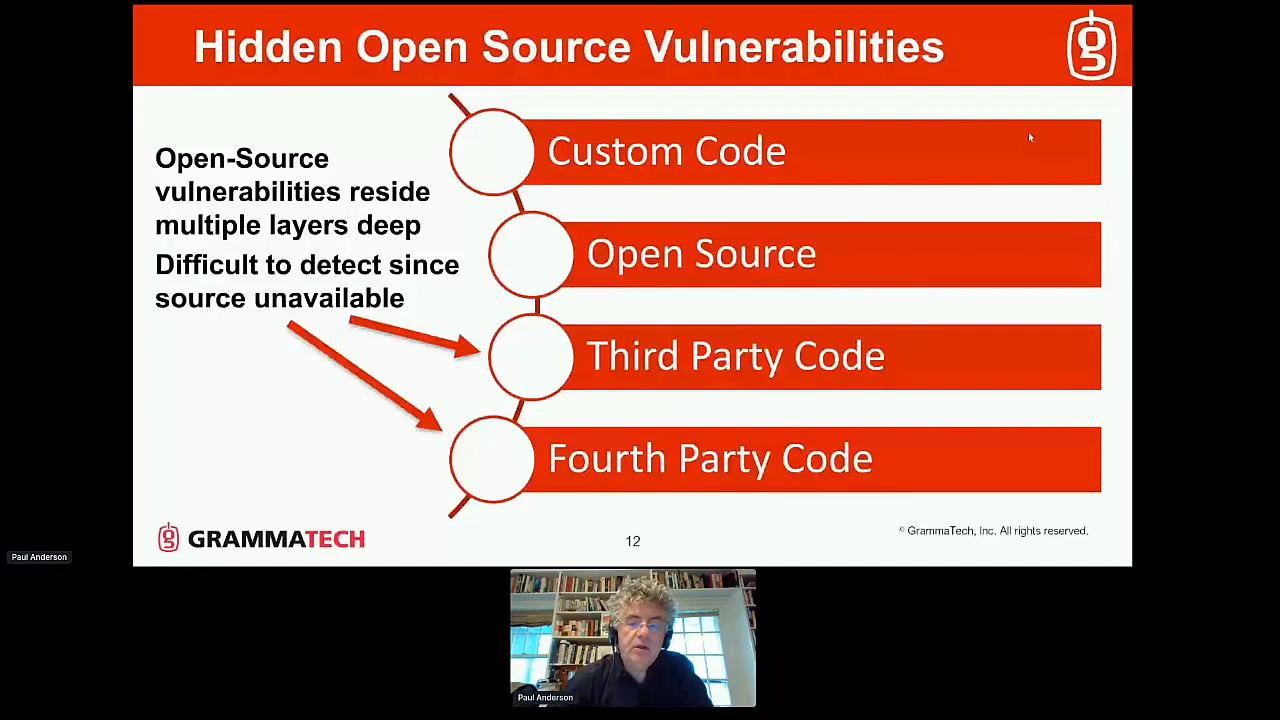 Hidden Open Source Vulnerabilities
Open-Source
vulnerabilities reside
multiple layers deep
Difficult to detect since
source unavailable
Custom Code
Open Source
Third Party Code
Fourth Party Code
GRAMMATECH
12
© GrammaTech, Inc. All rights reserved.
Paul Anderson
Paul Anderson